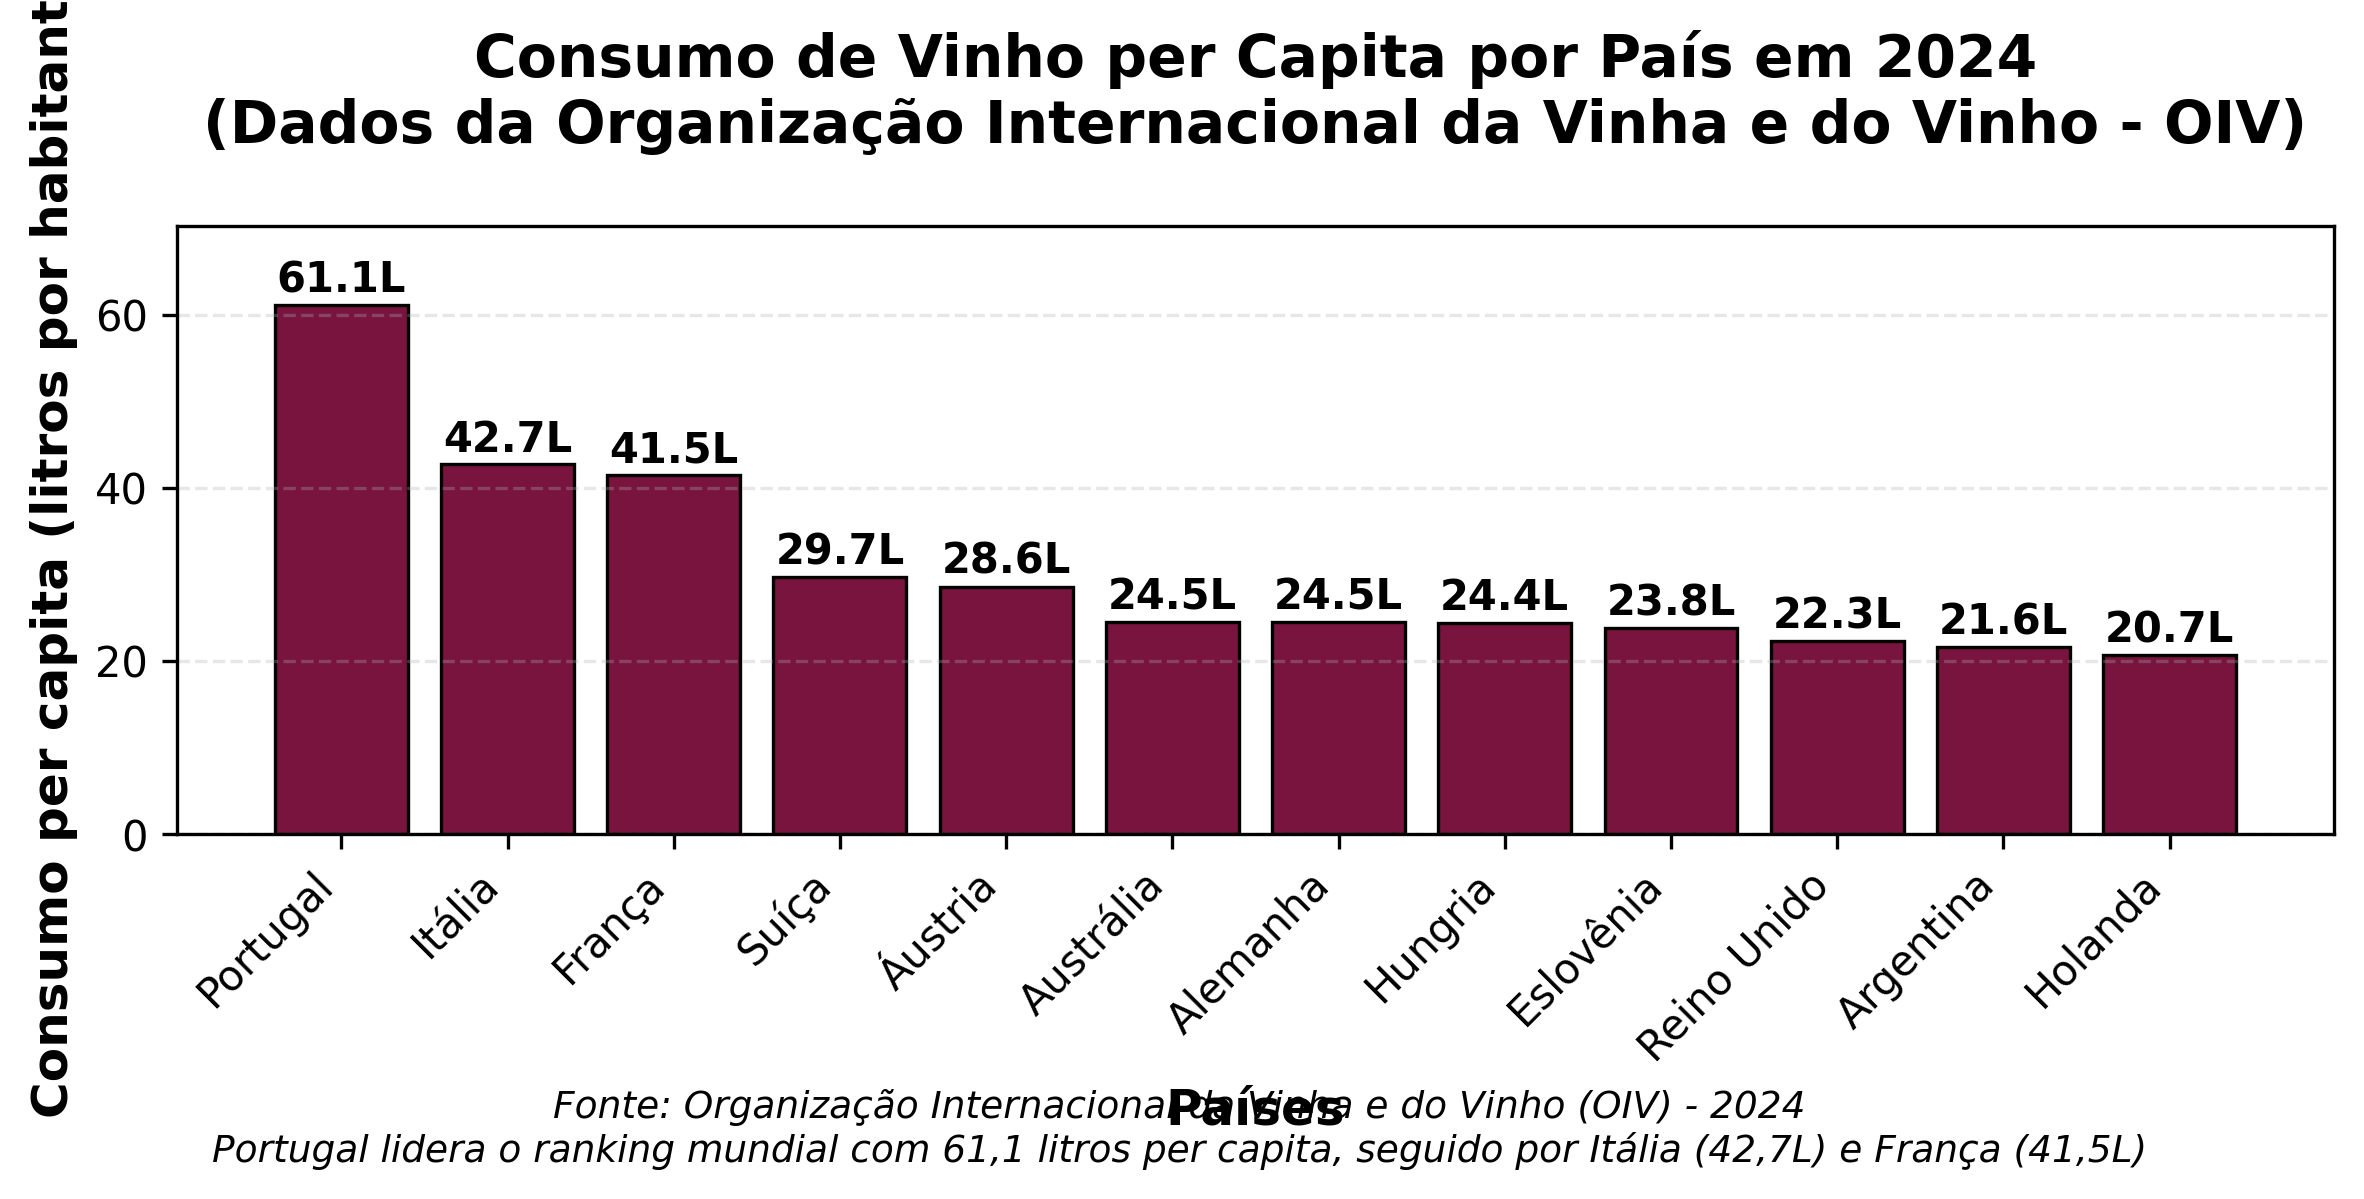 Consumo de Vinho per Capita por País em 2024
(Dados da Organização Internacional da Vinha e do Vinho - OIV)
Consumo per capita (litros por habitant
60
40
20
0
61.1L
42.7L
41.5L
29.7L
28.6L
24.5L
24.5L
24.4L
23.8L
22.3L
21.6L
20.7L
Portugal
Itália
França
Suíça
Áustria
Austrália
Alemanha
Hungria
Eslovênia
Reino Unido
Argentina
Holanda
Países
Fonte: Organização Internacional da Vinha e do Vinho (OIV) - 2024
Portugal lidera o ranking mundial com 61,1 litros per capita, seguido por Itália (42,7L) e França (41,5L)